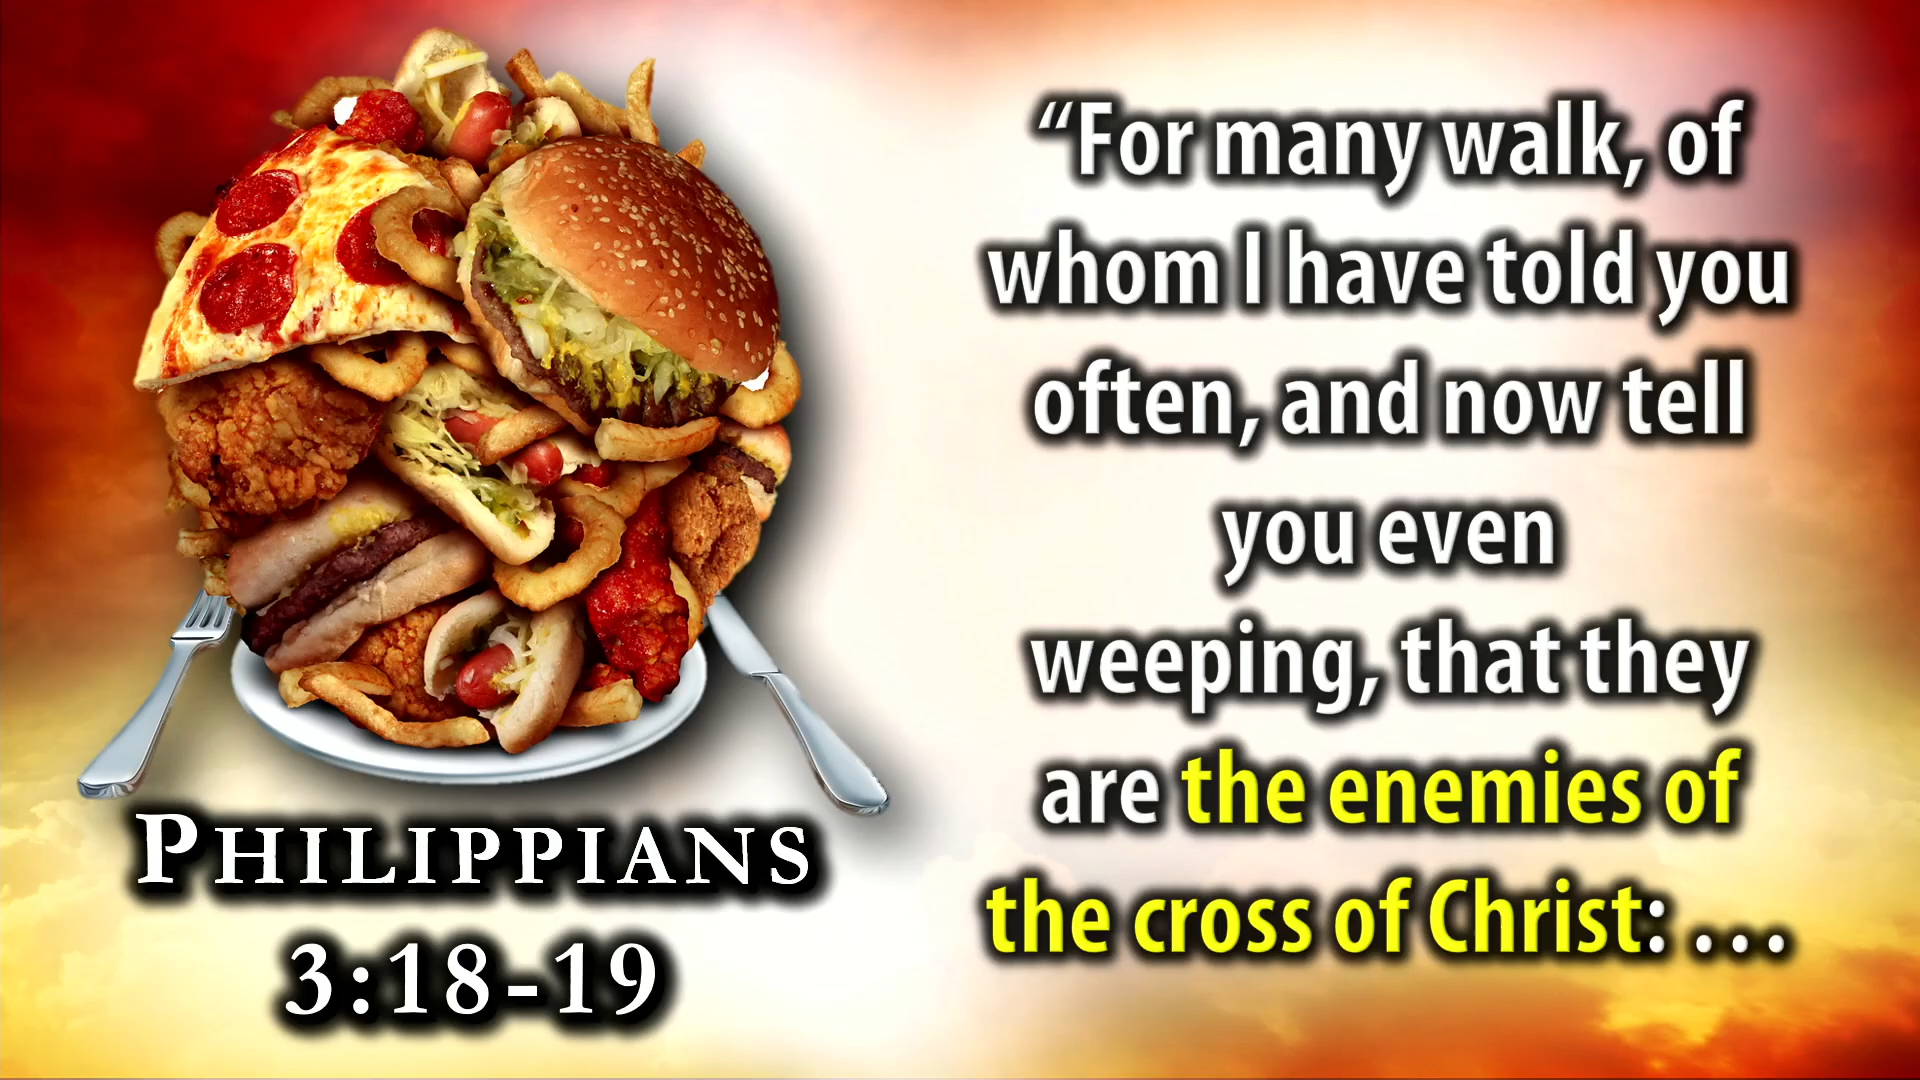 PHILIPPIANS
3:18-19
“For many walk, of
whom I have told you
often, and now tell
you even
weeping, that they
are the enemies of
the cross of Christ: . . .